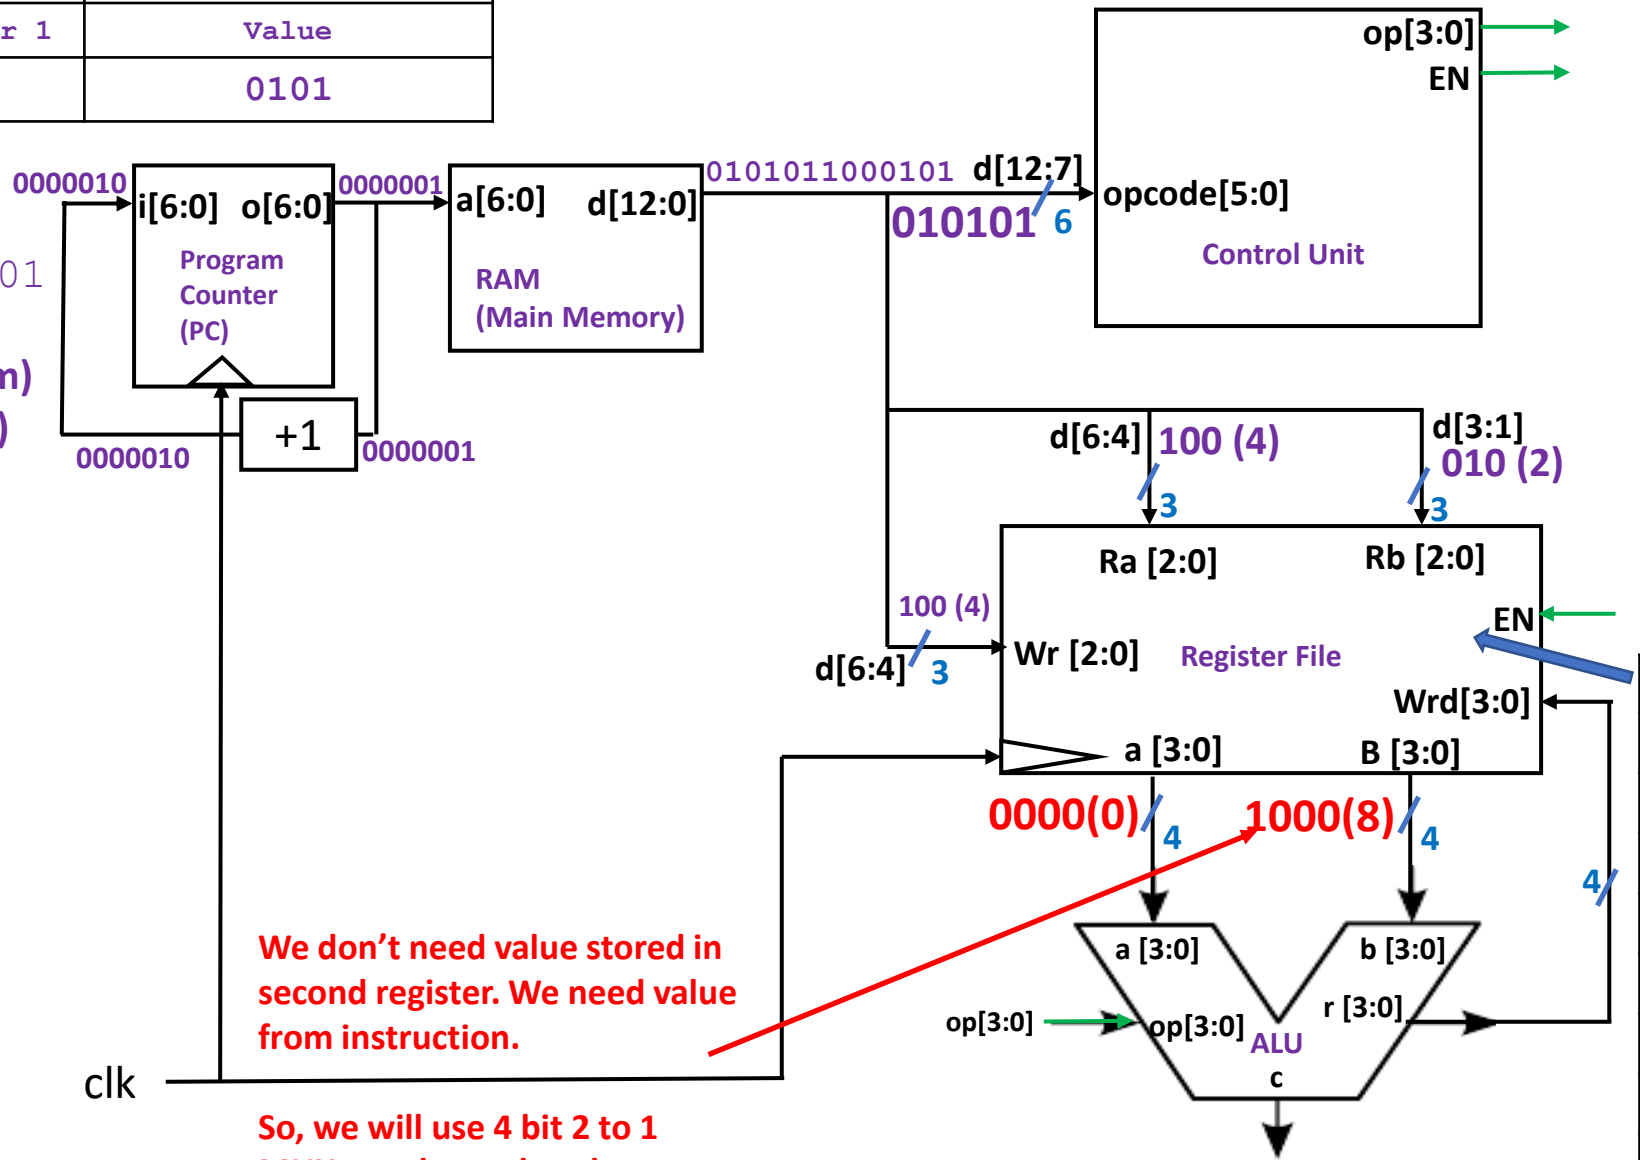 r 1
Value
0101
op[3:0]
EN
0000010
i[6:0] o[6:0]
0000001
a[6:0] d[12:0]
0101011000101 d[12:7]
010101 6
opcode[5:0]
Control Unit
Program
Counter
(PC)
RAM
(Main Memory)
01
m)
)
+1
0000010
0000001
d[6:4] 100 (4)
3
d[3:1]
010 (2)
3
Ra [2:0]
Rb [2:0]
100 (4)
d[6:4] 3
Wr [2:0]
Register File
EN
Wrd[3:0]
a [3:0]
B [3:0]
0000(0)
4
1000(8)
4
4
a [3:0]
b [3:0]
op[3:0]
op[3:0]
r [3:0]
ALU
c
We don’t need value stored in
second register. We need value
from instruction.
clk
So, we will use 4 bit 2 to 1